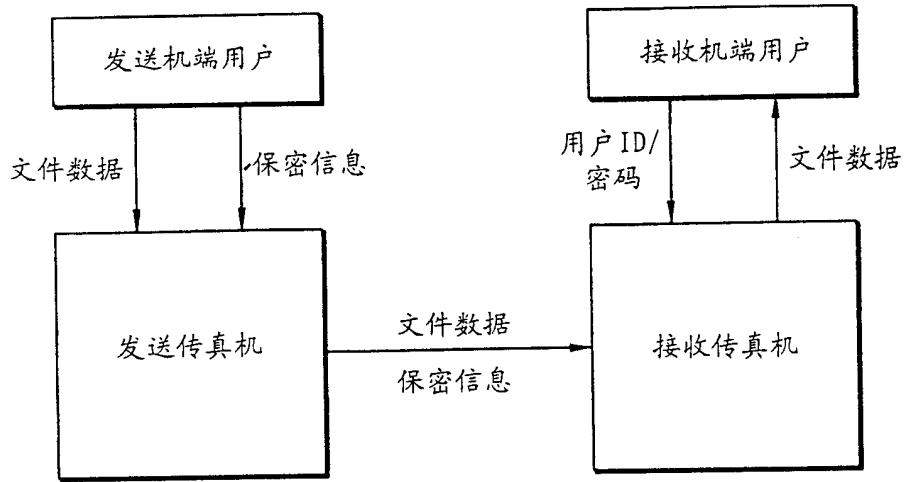 发送机端用户
接收机端用户
文件数据
保密信息
用户 ID/
密码
文件数据
发送传真机
文件数据
保密信息
接收传真机